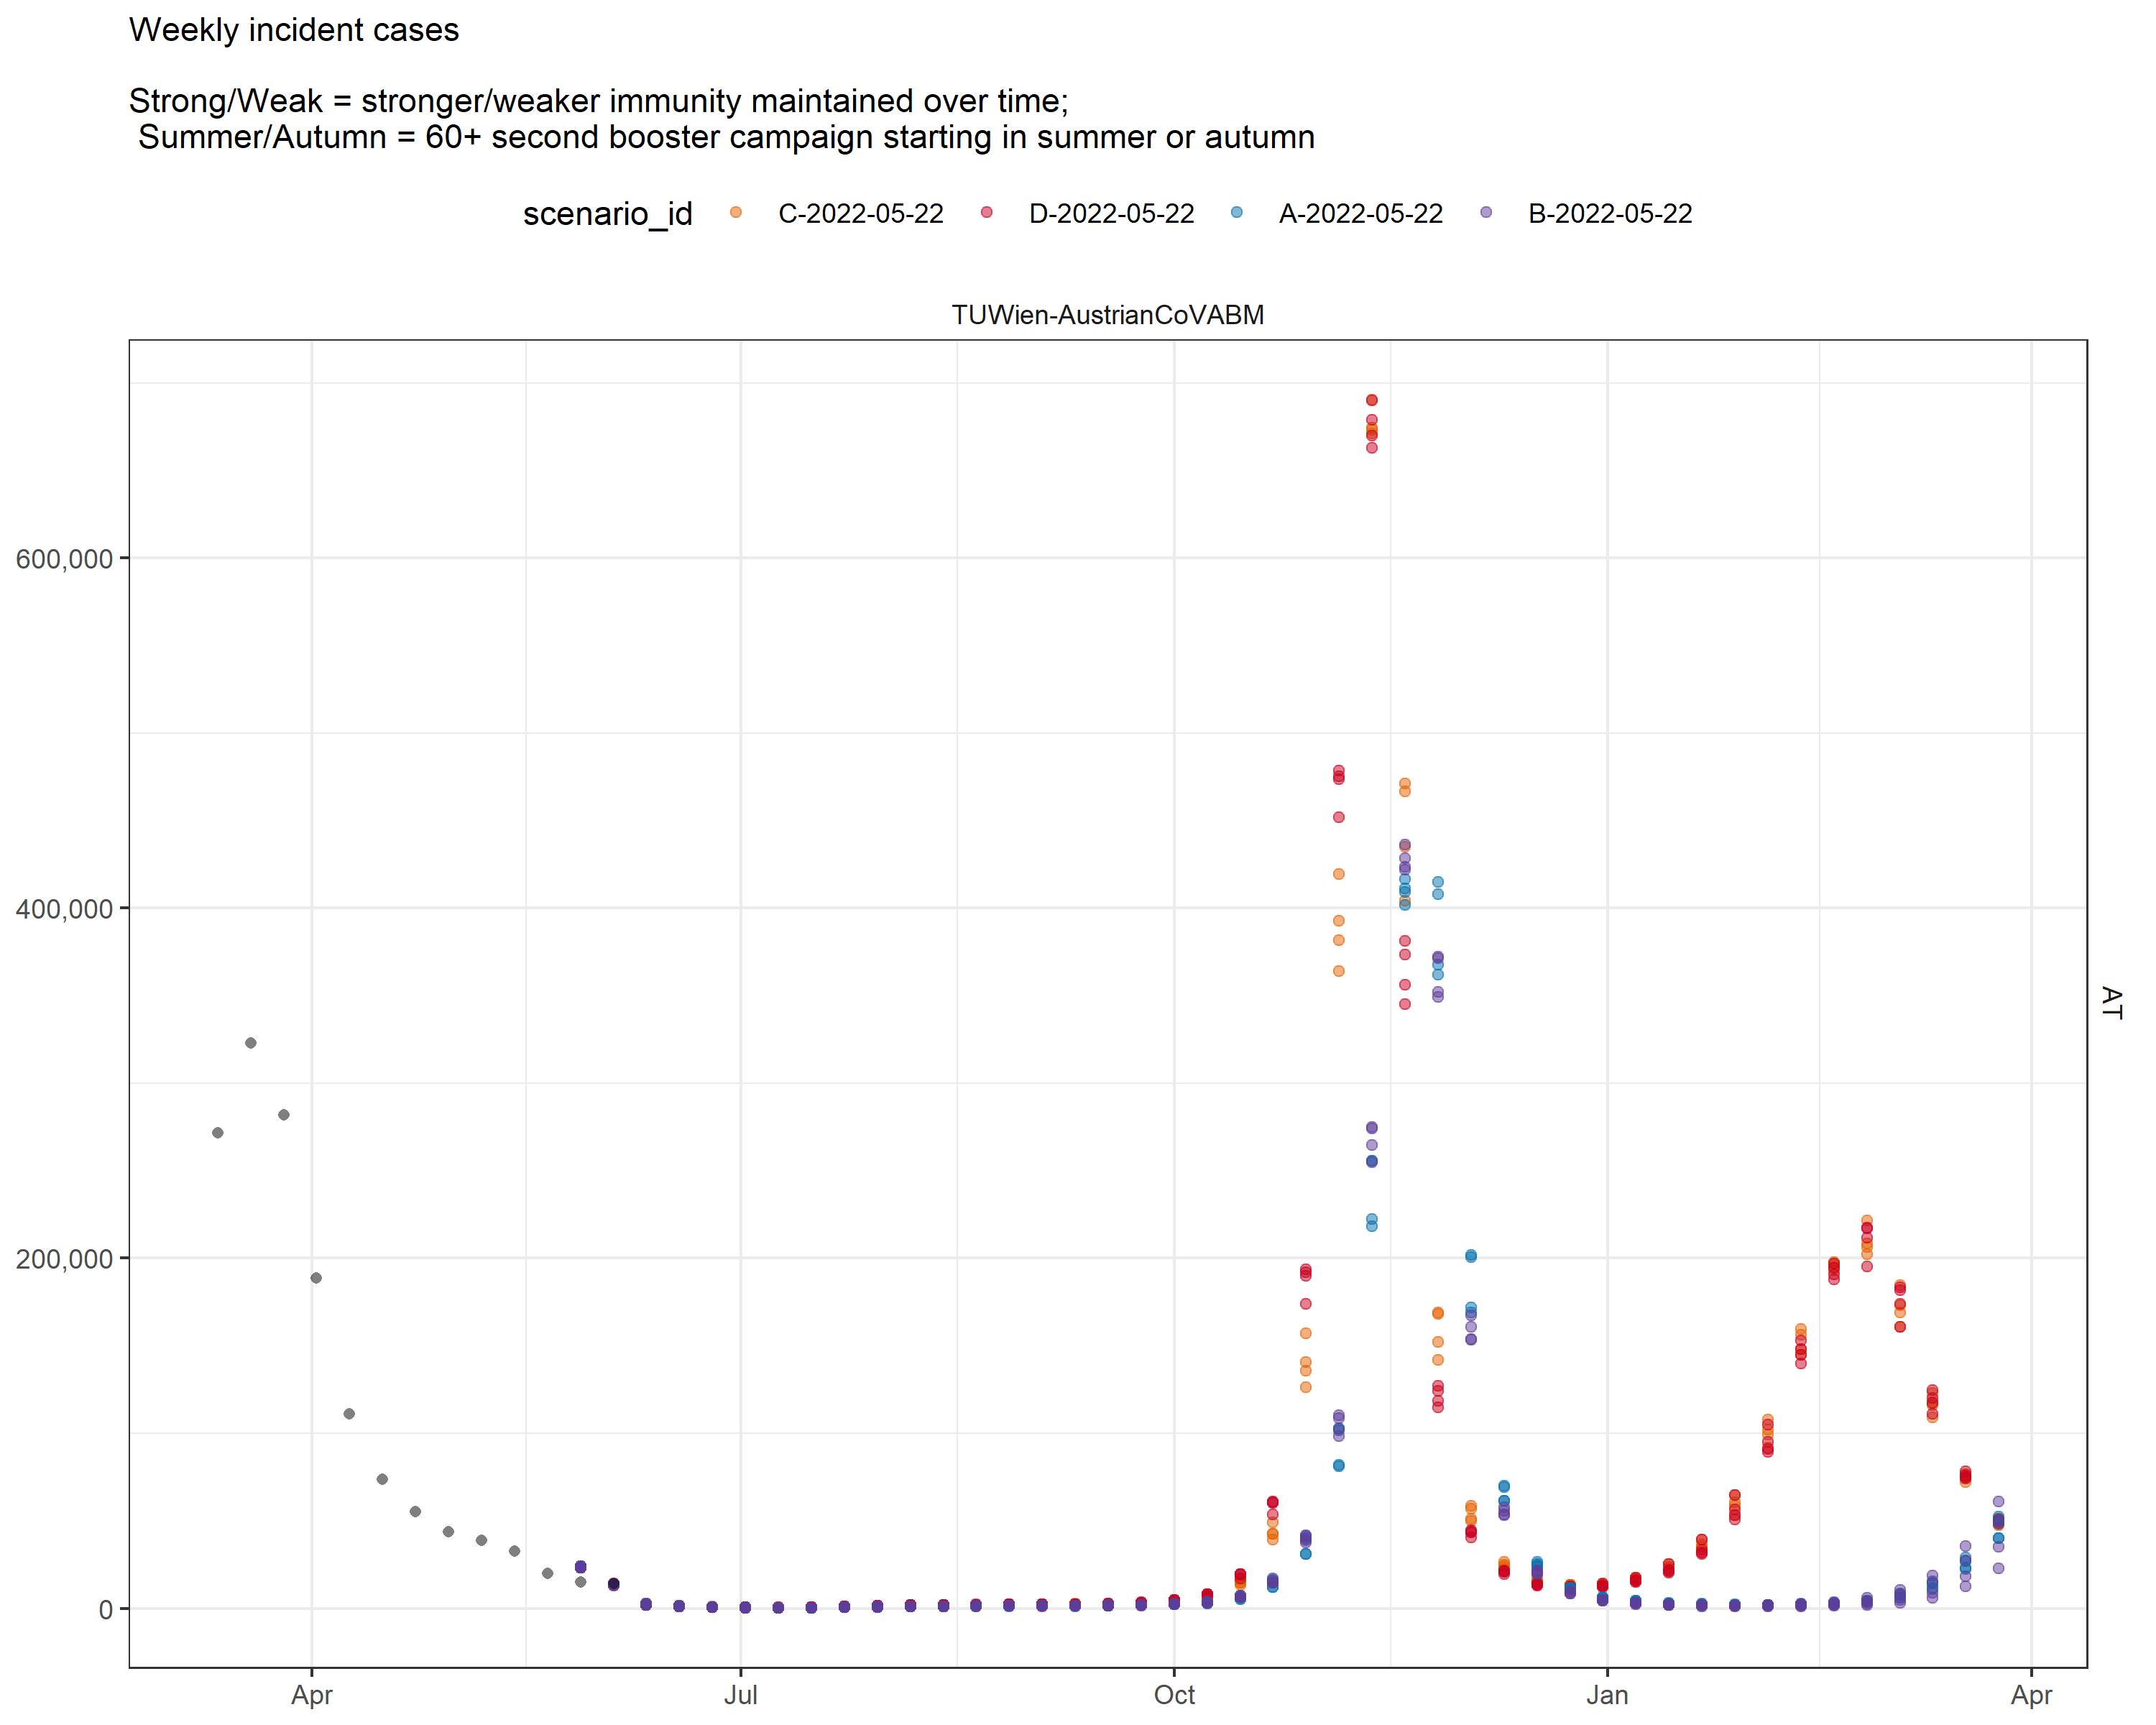 Weekly incident cases
Strong/Weak = stronger/weaker immunity maintained over time;
Summer/Autumn = 60+ second booster campaign starting in summer or autumn
scenario_id C-2022-05-22 D-2022-05-22 A-2022-05-22 B-2022-05-22
TUWien-AustrianCoVABM
600,000
400,000
200,000
0
AT
Apr Jul Oct Jan Apr